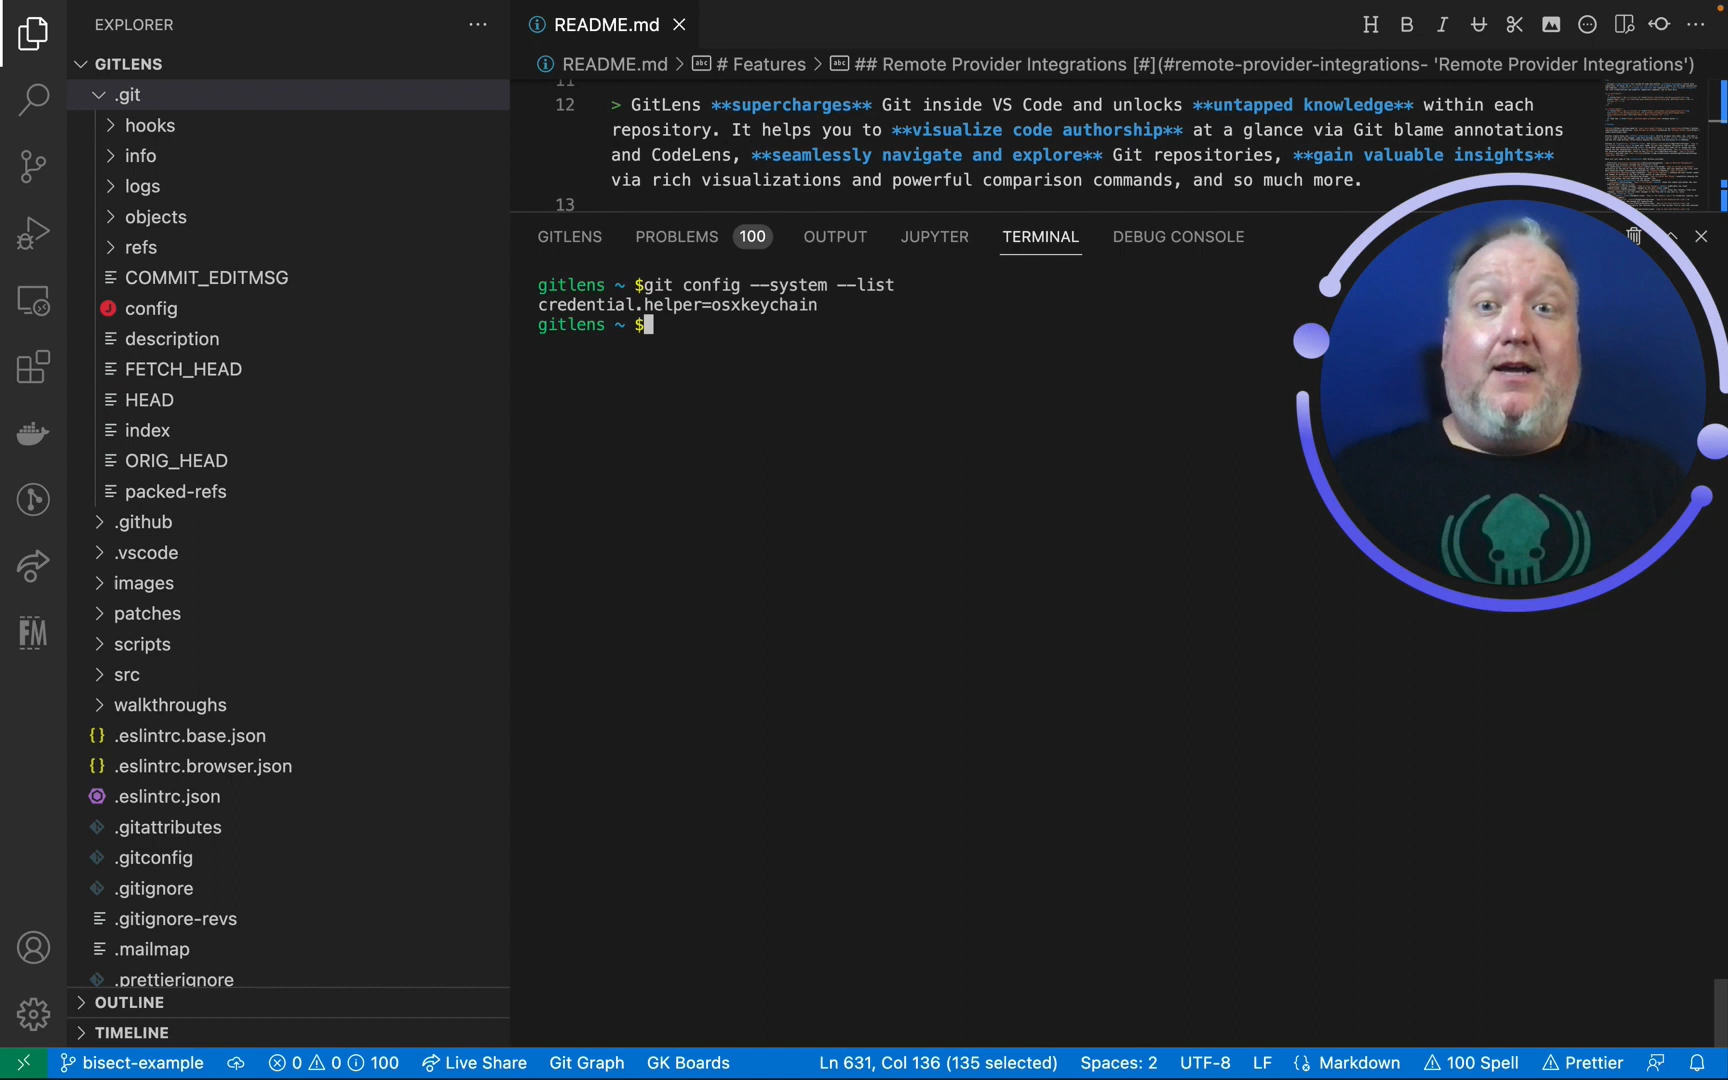 EXPLORER
README.md
GITLENS
README.md > # Features > ## Remote Provider Integrations [#](#remote-provider-integrations- 'Remote Provider Integrations')
.git
hooks
info
logs
objects
refs
COMMIT_EDITMSG
config
description
FETCH_HEAD
HEAD
index
ORIG_HEAD
packed-refs
.github
.vscode
images
patches
scripts
src
walkthroughs
.eslintrc.base.json
.eslintrc.browser.json
.eslintrc.json
.gitattributes
.gitconfig
.gitignore
.gitignore-revs
.mailmap
.prettierignore
OUTLINE
TIMELINE
11
12 > GitLens **supercharges** Git inside VS Code and unlocks **untapped knowledge** within each
repository. It helps you to **visualize code authorship** at a glance via Git blame annotations
and CodeLens, **seamlessly navigate and explore** Git repositories, **gain valuable insights**
via rich visualizations and powerful comparison commands, and so much more.
13
GITLENS PROBLEMS 100 OUTPUT JUPYTER TERMINAL DEBUG CONSOLE
gitlens ~ $git config --system --list
credential.helper=osxkeychain
gitlens ~ $
bisect-example 0 0 100 Live Share Git Graph GK Boards Ln 631, Col 136 (135 selected) Spaces: 2 UTF-8 LF Markdown 100 Spell Prettier